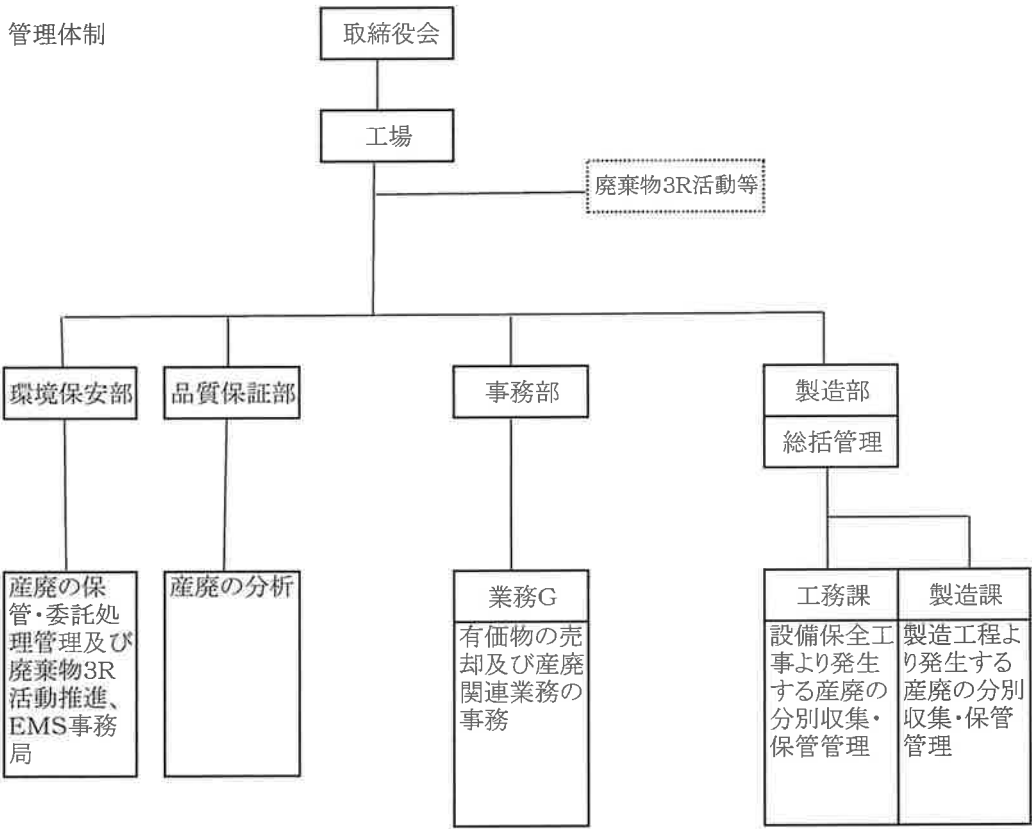 管理体制
取締役会
工場
廃棄物3R活動等
環境保安部
品質保証部
事務部
製造部
総括管理
産廃の保
管・委託処
理管理及び
廃棄物3R
活動推進、
EMS事務
局
産廃の分析
業務G
有価物の売
却及び産廃
関連業務の
事務
工務課
設備保全工
事より発生
する産廃の
分別収集・
保管管理
製造課
製造工程よ
り発生する
産廃の分別
収集・保管
管理